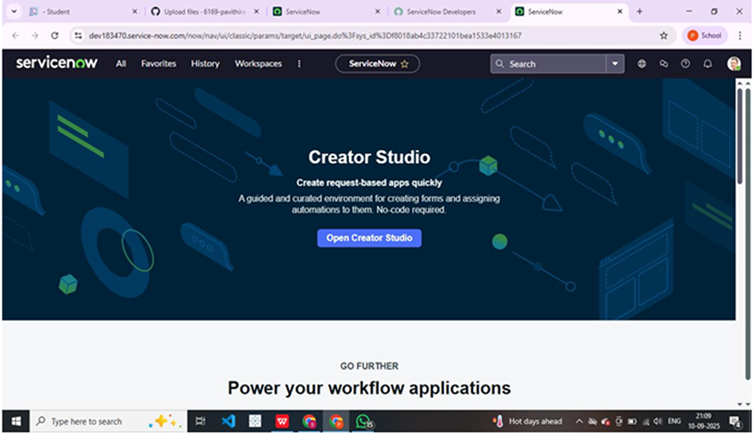 - Student
Upload files - 6169-pavithira
ServiceNow
ServiceNow Developers
ServiceNow
dev183470.service-now.com/now/nav/ui/classic/params/target/ui_page.do%3Fsys_id%3Df8018ab4c33722101bea1533e4013167
P School
servicenow All Favorites History Workspaces ServiceNow Search
Creator Studio
Create request-based apps quickly
A guided and curated environment for creating forms and assigning
automations to them. No-code required.
Open Creator Studio
GO FURTHER
Power your workflow applications
Type here to search
Hot days ahead
ENG
21:09
10-09-2025